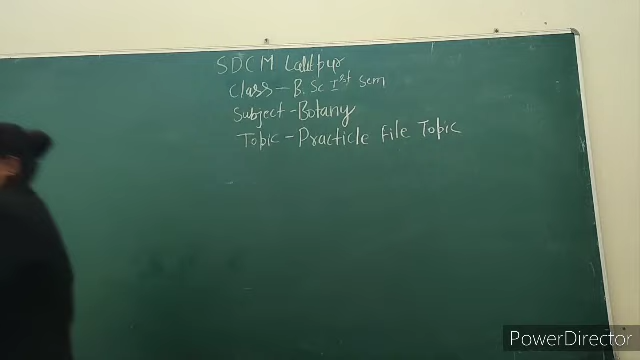 SDCM Lalitpur
Class - B.Sc Ist Sem
Subject - Botany
Topic - Practicle File Topic
PowerDirector